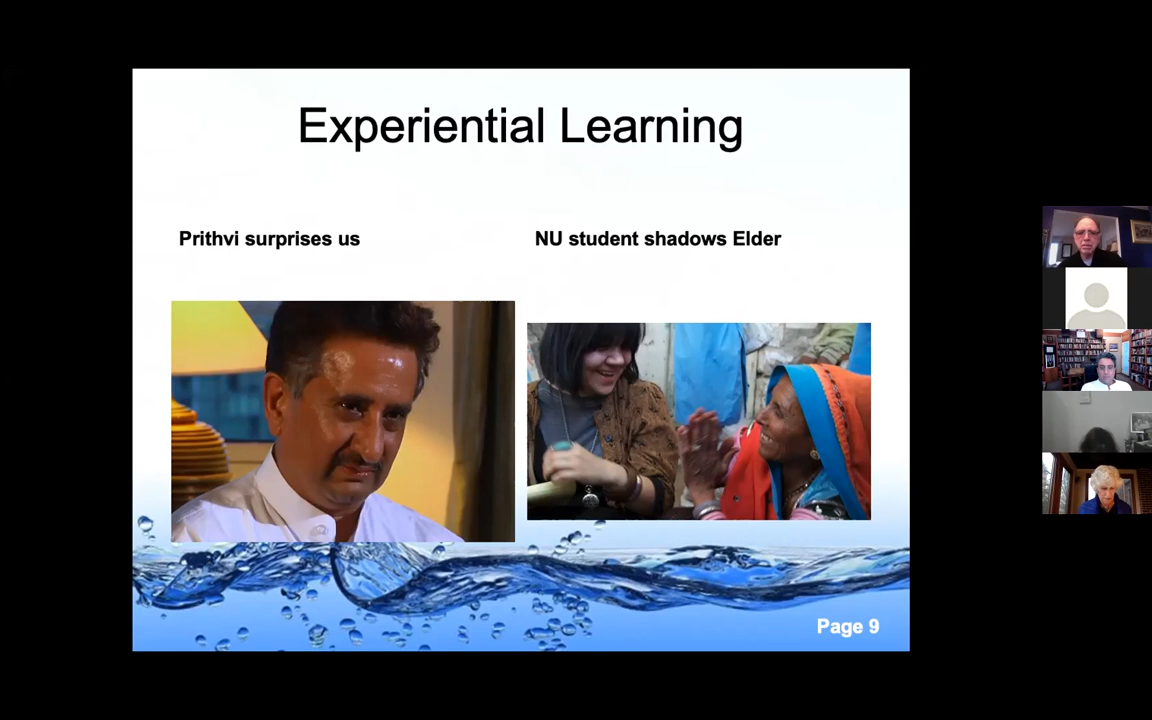 Experiential Learning
Prithvi surprises us
NU student shadows Elder
Page 9